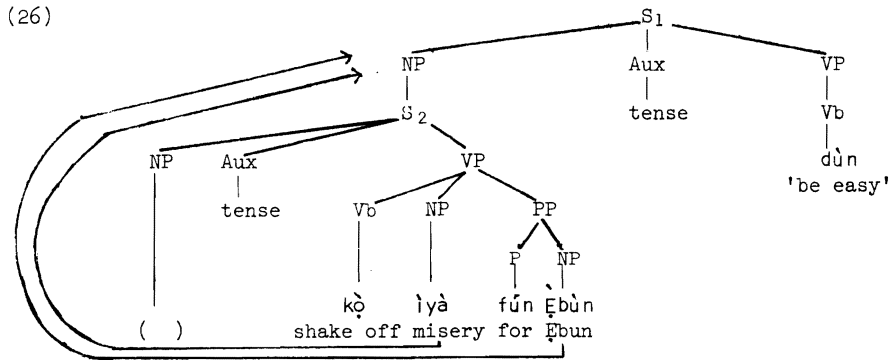 (26)
S₁
NP Aux VP
tense Vb
S₂
dùn
'be easy'
NP Aux VP
tense
Vb NP PP
P NP
( ) kọ̀ ìyà fún Ẹ̀bùn
shake off misery for Ẹbun